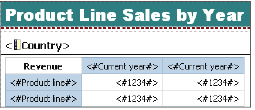 Product Line Sales by Year
<Country>
Revenue <#Current year#> <#Current year#>
<#Product line#> <#1234#> <#1234#>
<#Product line#> <#1234#> <#1234#>